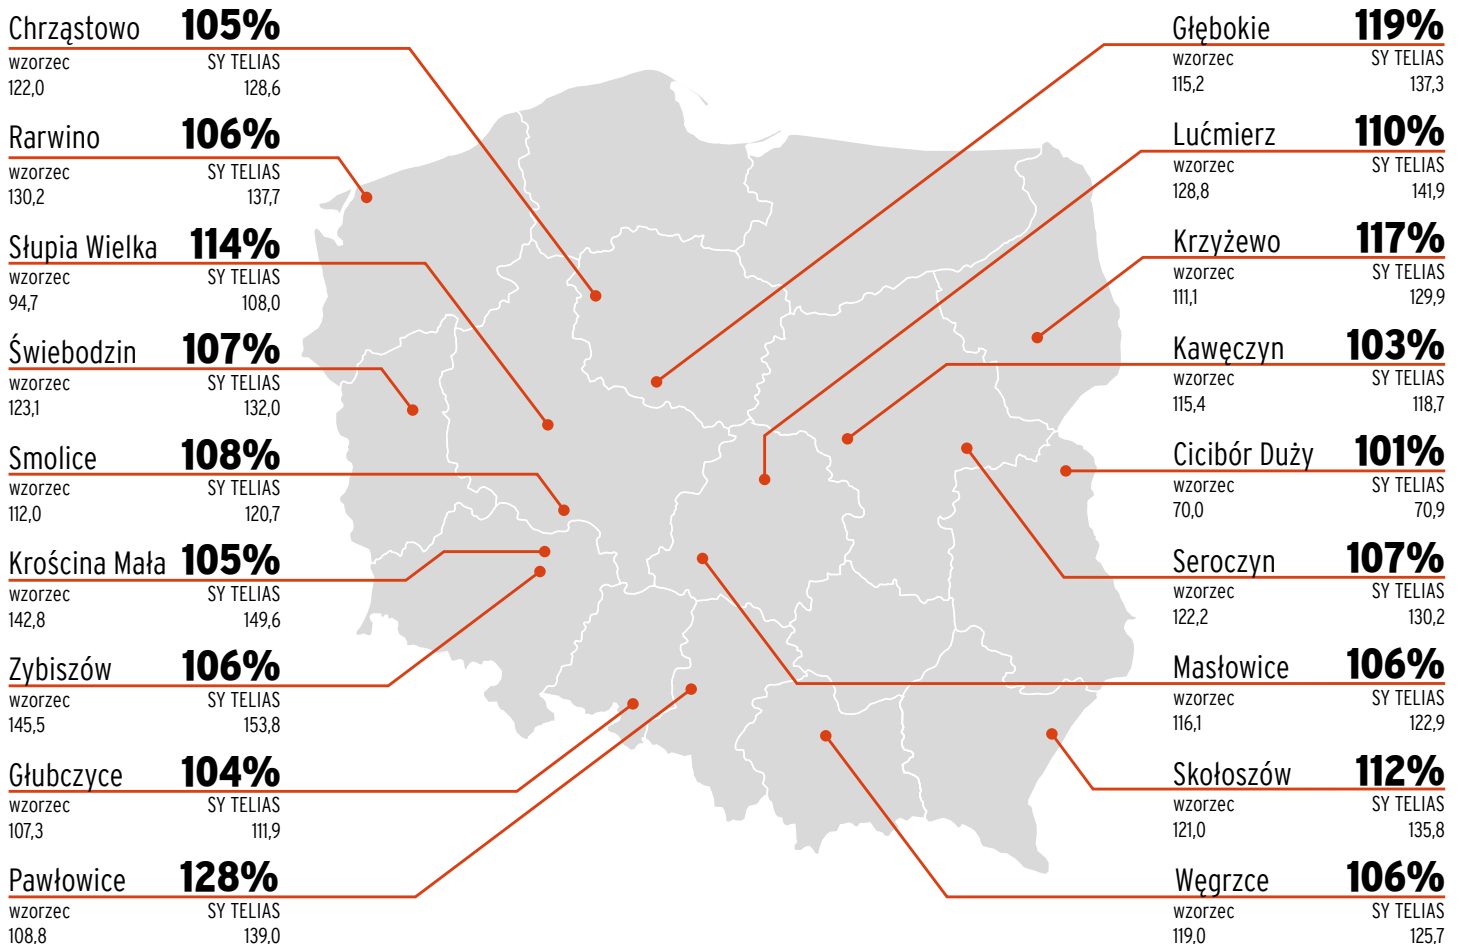 Chrząstowo 105%
wzorzec SY TELIAS
122,0 128,6
Rarwino 106%
wzorzec SY TELIAS
130,2 137,7
Słupia Wielka 114%
wzorzec SY TELIAS
94,7 108,0
Świebodzin 107%
wzorzec SY TELIAS
123,1 132,0
Smolice 108%
wzorzec SY TELIAS
112,0 120,7
Krościna Mała 105%
wzorzec SY TELIAS
142,8 149,6
Zybiszów 106%
wzorzec SY TELIAS
145,5 153,8
Głubczyce 104%
wzorzec SY TELIAS
107,3 111,9
Pawłowice 128%
wzorzec SY TELIAS
108,8 139,0
Głębokie 119%
wzorzec SY TELIAS
115,2 137,3
Lućmierz 110%
wzorzec SY TELIAS
128,8 141,9
Krzyżewo 117%
wzorzec SY TELIAS
111,1 129,9
Kawęczyn 103%
wzorzec SY TELIAS
115,4 118,7
Cicibór Duży 101%
wzorzec SY TELIAS
70,0 70,9
Seroczyn 107%
wzorzec SY TELIAS
122,2 130,2
Masłowice 106%
wzorzec SY TELIAS
116,1 122,9
Skołoszów 112%
wzorzec SY TELIAS
121,0 135,8
Węgrzce 106%
wzorzec SY TELIAS
119,0 125,7